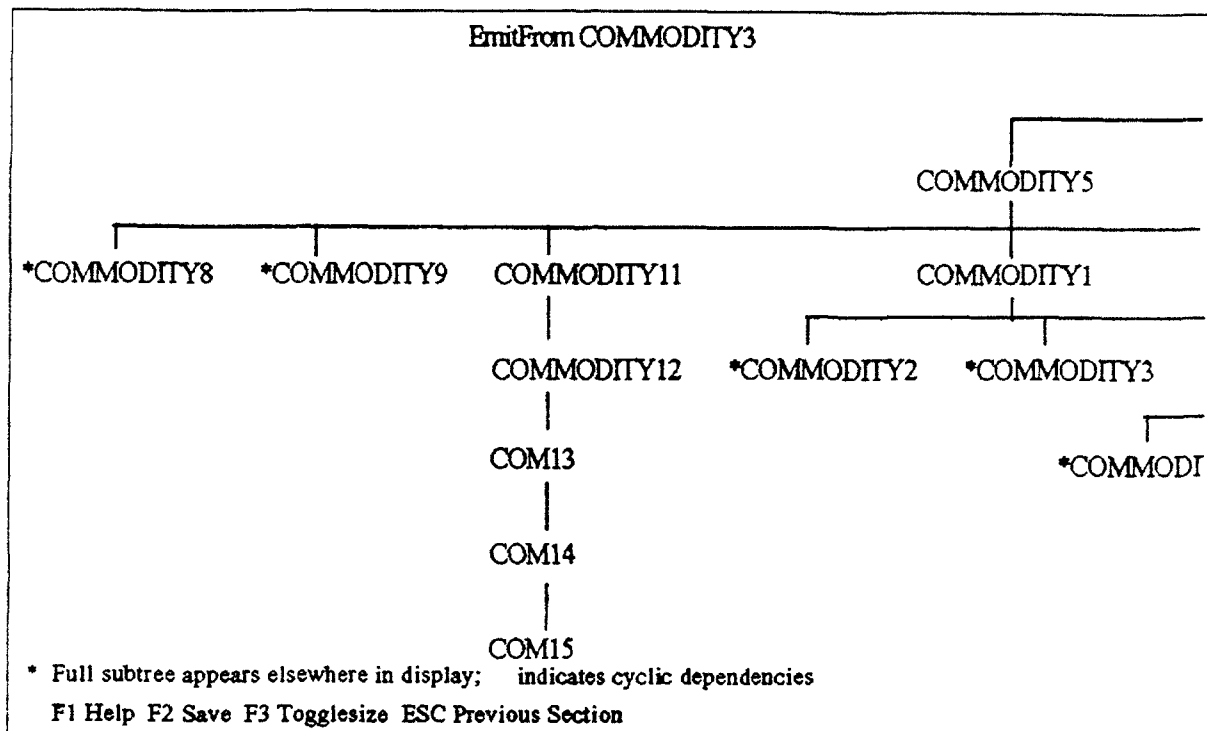 EmitFrom COMMODITY3
COMMODITY5
*COMMODITY8 *COMMODITY9 COMMODITY11 COMMODITY1
COMMODITY12 *COMMODITY2 *COMMODITY3
COM13 *COMMODI
COM14
COM15
* Full subtree appears elsewhere in display; indicates cyclic dependencies
F1 Help F2 Save F3 Togglesize ESC Previous Section